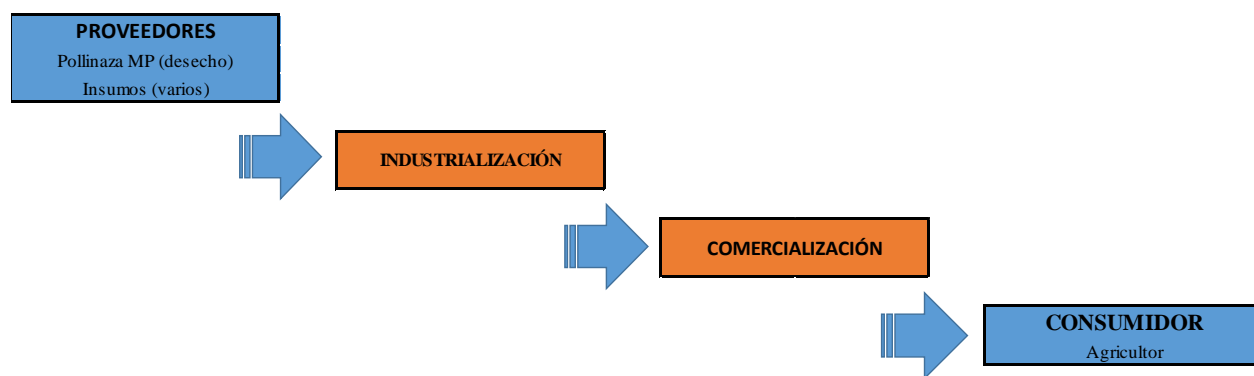 PROVEEDORES
Pollinaza MP (desecho)
Insumos (varios)
INDUSTRIALIZACIÓN
COMERCIALIZACIÓN
CONSUMIDOR
Agricultor